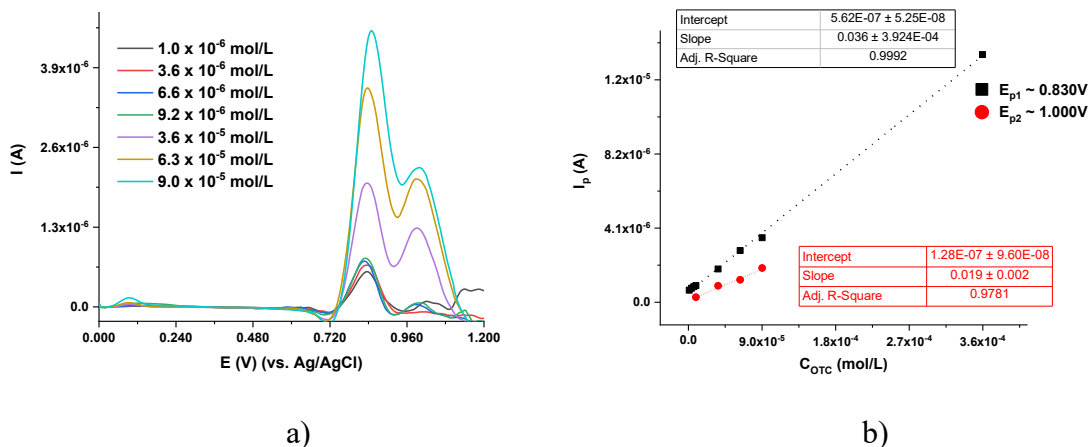 1.0 x 10⁻⁶ mol/L
3.6 x 10⁻⁶ mol/L
6.6 x 10⁻⁶ mol/L
9.2 x 10⁻⁶ mol/L
3.6 x 10⁻⁵ mol/L
6.3 x 10⁻⁵ mol/L
9.0 x 10⁻⁵ mol/L
I (A)
3.9x10⁻⁶
2.6x10⁻⁶
1.3x10⁻⁶
0.0
0.000 0.240 0.480 0.720 0.960 1.200
E (V) (vs. Ag/AgCl)
a)
Intercept 5.62E-07 ± 5.25E-08
Slope 0.036 ± 3.924E-04
Adj. R-Square 0.9992
Eₚ₁ ~ 0.830V
Eₚ₂ ~ 1.000V
Iₚ (A)
1.2x10⁻⁵
8.2x10⁻⁶
4.1x10⁻⁶
0.0
Intercept 1.28E-07 ± 9.60E-08
Slope 0.019 ± 0.002
Adj. R-Square 0.9781
0.0 9.0x10⁻⁵ 1.8x10⁻⁴ 2.7x10⁻⁴ 3.6x10⁻⁴
C_OTC (mol/L)
b)